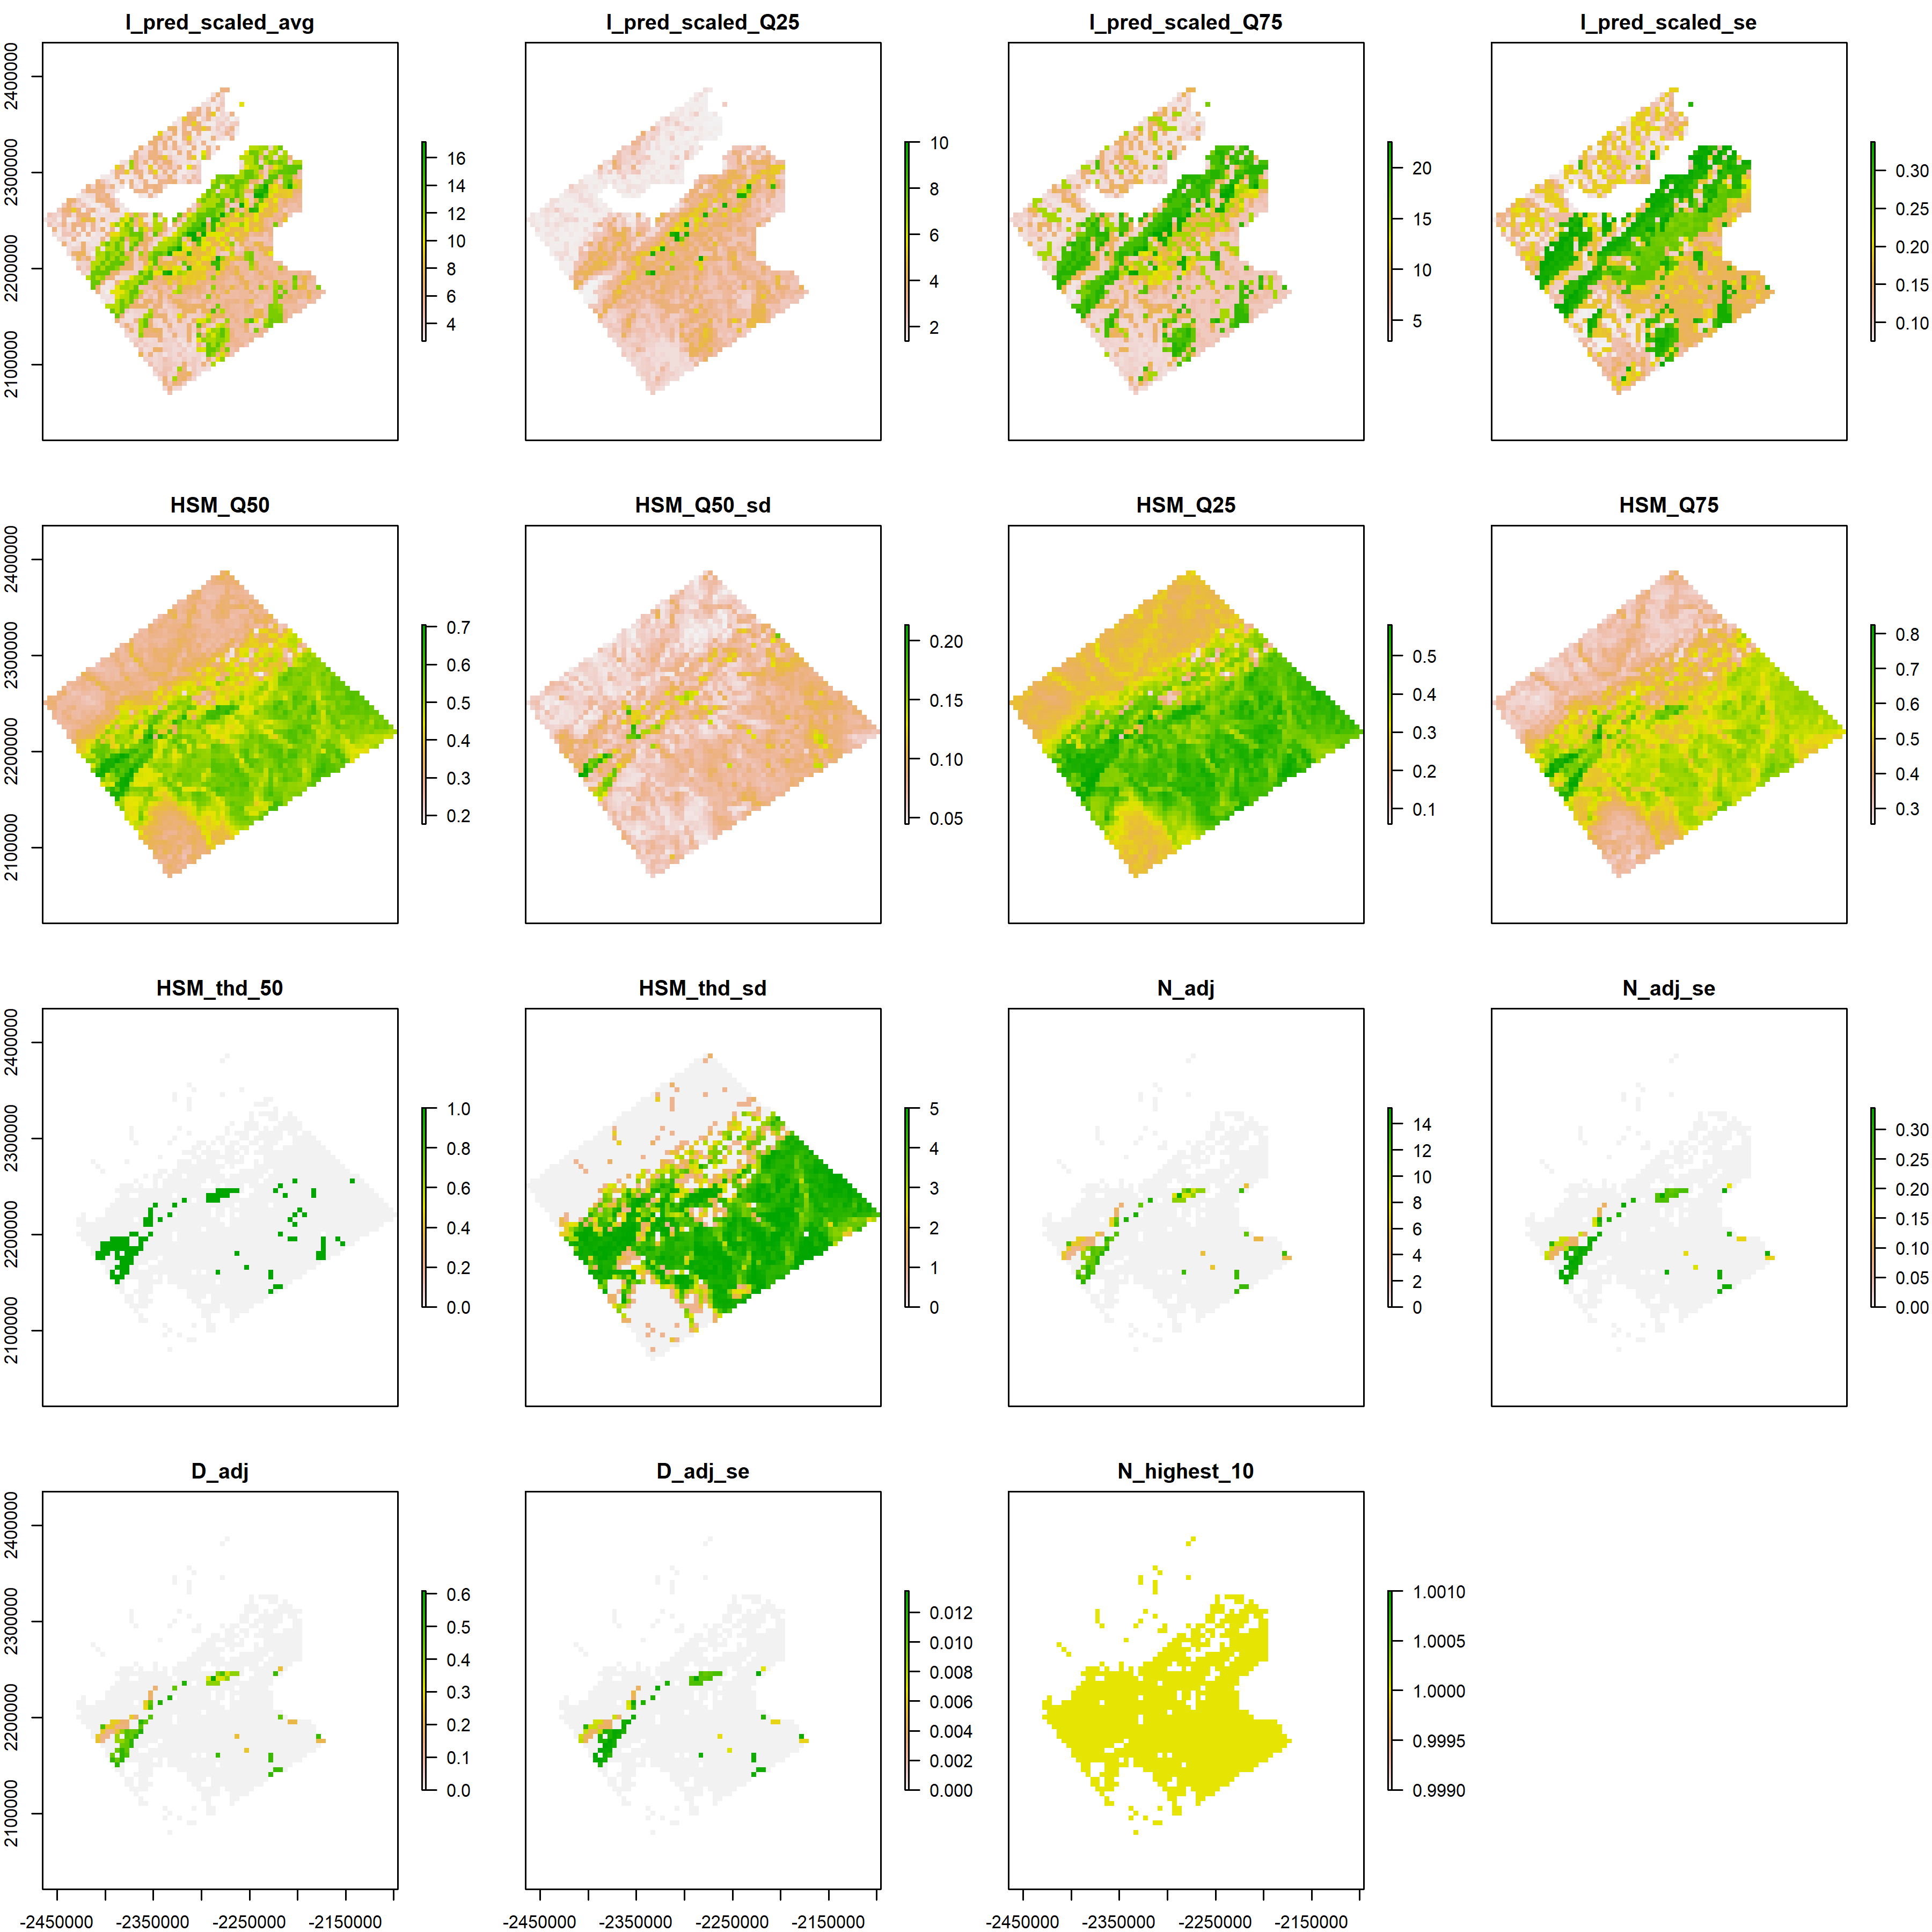 I_pred_scaled_avg I_pred_scaled_Q25 I_pred_scaled_Q75 I_pred_scaled_se
2100000 2200000 2300000 2400000
4 6 8 10 12 14 16
2 4 6 8 10
5 10 15 20
0.10 0.15 0.20 0.25 0.30
HSM_Q50 HSM_Q50_sd HSM_Q25 HSM_Q75
2100000 2200000 2300000 2400000
0.2 0.3 0.4 0.5 0.6 0.7
0.05 0.10 0.15 0.20
0.1 0.2 0.3 0.4 0.5
0.3 0.4 0.5 0.6 0.7 0.8
HSM_thd_50 HSM_thd_sd N_adj N_adj_se
2100000 2200000 2300000 2400000
0.0 0.2 0.4 0.6 0.8 1.0
0 1 2 3 4 5
0 2 4 6 8 10 12 14
0.00 0.05 0.10 0.15 0.20 0.25 0.30
D_adj D_adj_se N_highest_10
2100000 2200000 2300000 2400000
0.0 0.1 0.2 0.3 0.4 0.5 0.6
0.000 0.002 0.004 0.006 0.008 0.010 0.012
0.9990 0.9995 1.0000 1.0005 1.0010
-2450000 -2350000 -2250000 -2150000
-2450000 -2350000 -2250000 -2150000
-2450000 -2350000 -2250000 -2150000